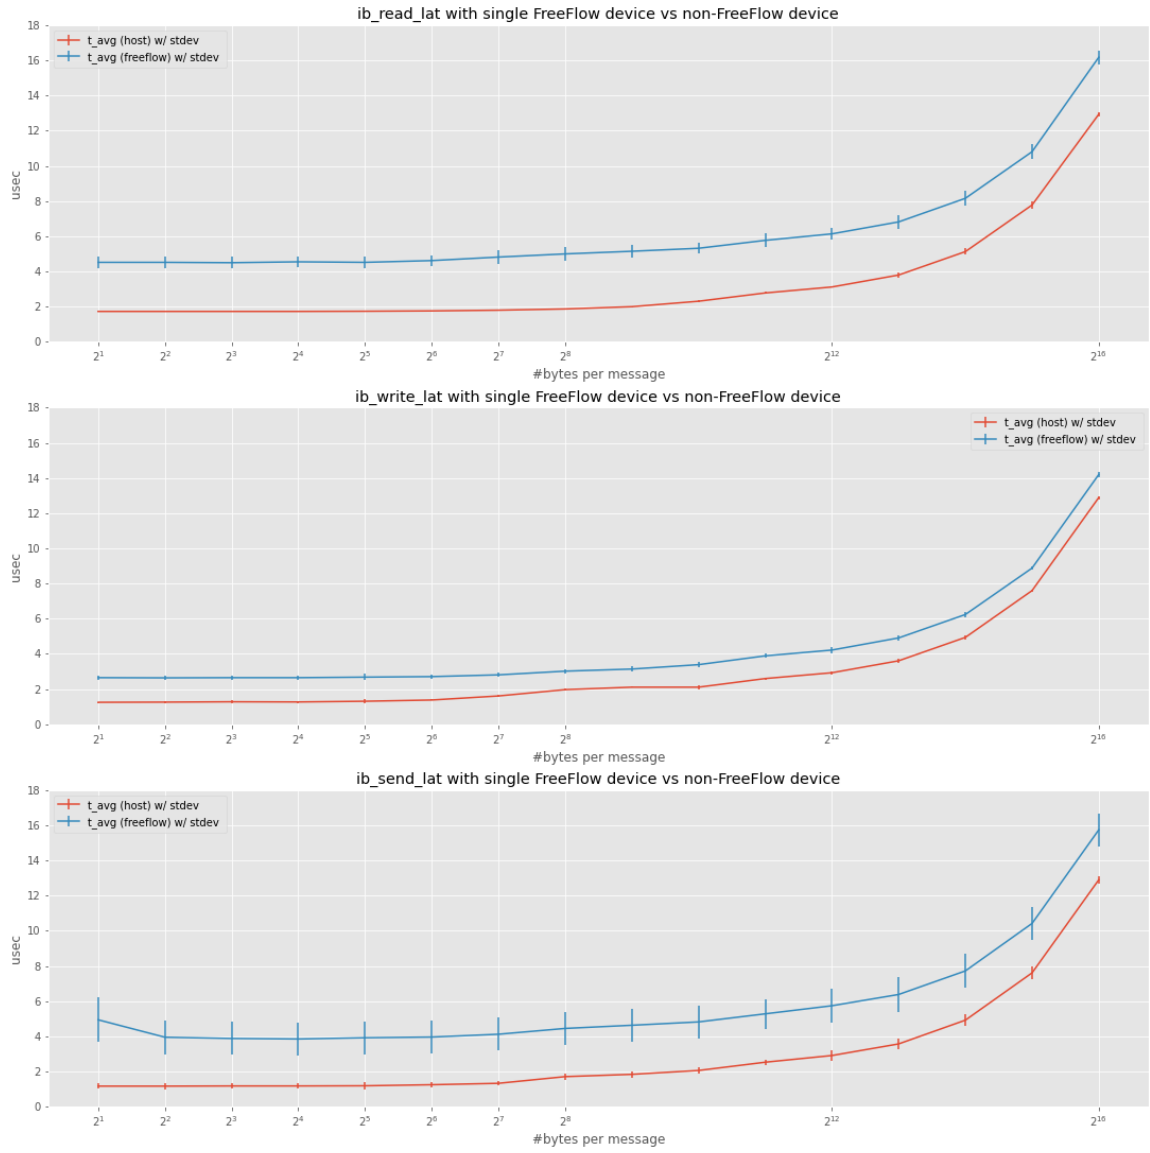 ib_read_lat with single FreeFlow device vs non-FreeFlow device
t_avg (host) w/ stdev
t_avg (freeflow) w/ stdev
18
16
14
12
10
8
6
4
2
0
usec
2¹ 2² 2³ 2⁴ 2⁵ 2⁶ 2⁷ 2⁸ 2¹² 2¹⁶
#bytes per message
ib_write_lat with single FreeFlow device vs non-FreeFlow device
t_avg (host) w/ stdev
t_avg (freeflow) w/ stdev
18
16
14
12
10
8
6
4
2
0
usec
2¹ 2² 2³ 2⁴ 2⁵ 2⁶ 2⁷ 2⁸ 2¹² 2¹⁶
#bytes per message
ib_send_lat with single FreeFlow device vs non-FreeFlow device
t_avg (host) w/ stdev
t_avg (freeflow) w/ stdev
18
16
14
12
10
8
6
4
2
0
usec
2¹ 2² 2³ 2⁴ 2⁵ 2⁶ 2⁷ 2⁸ 2¹² 2¹⁶
#bytes per message